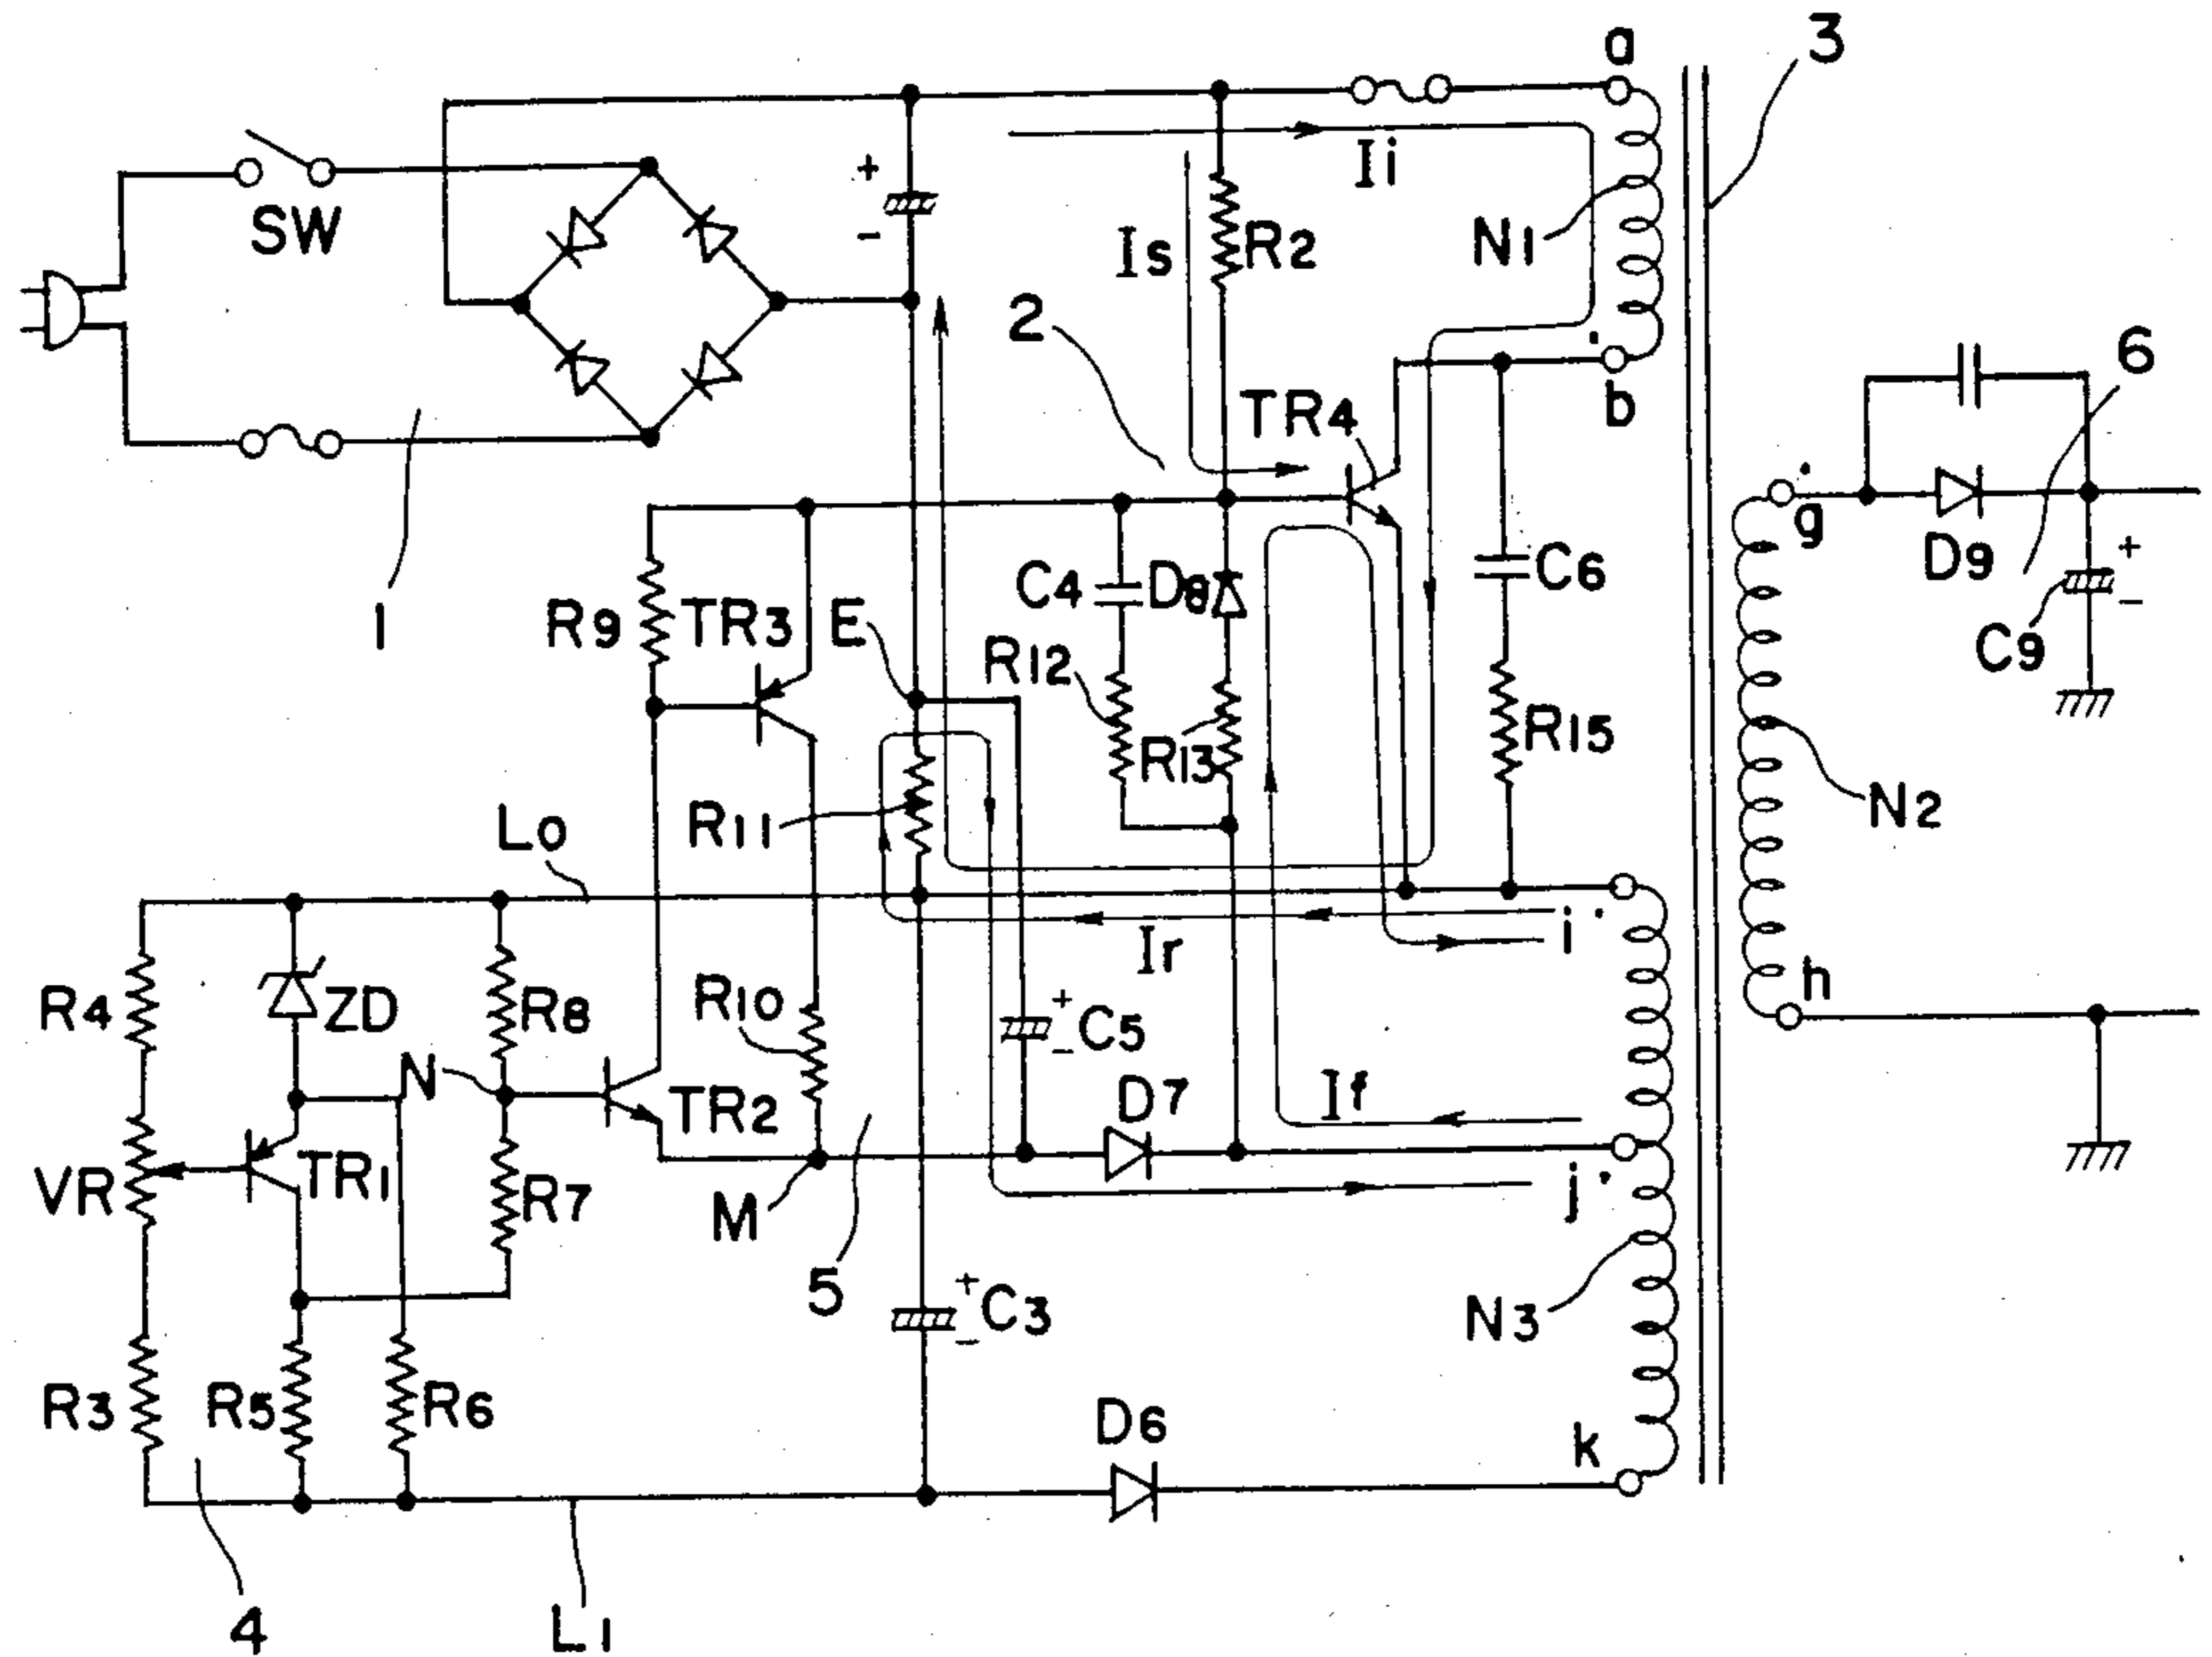 a
3
+
Ii
SW
-
Is
R2
N1
2
6
b
TR4
g
D9
+
-
C9
1
R9
TR3
E
C4
D8
C6
R12
R13
R15
R11
N2
Lo
i
Ir
h
R4
ZD
R8
R10
+
-
C5
N
TR2
D7
If
VR
TR1
R7
M
j
5
+
-
C3
N3
R3
R5
R6
D6
k
4
L1